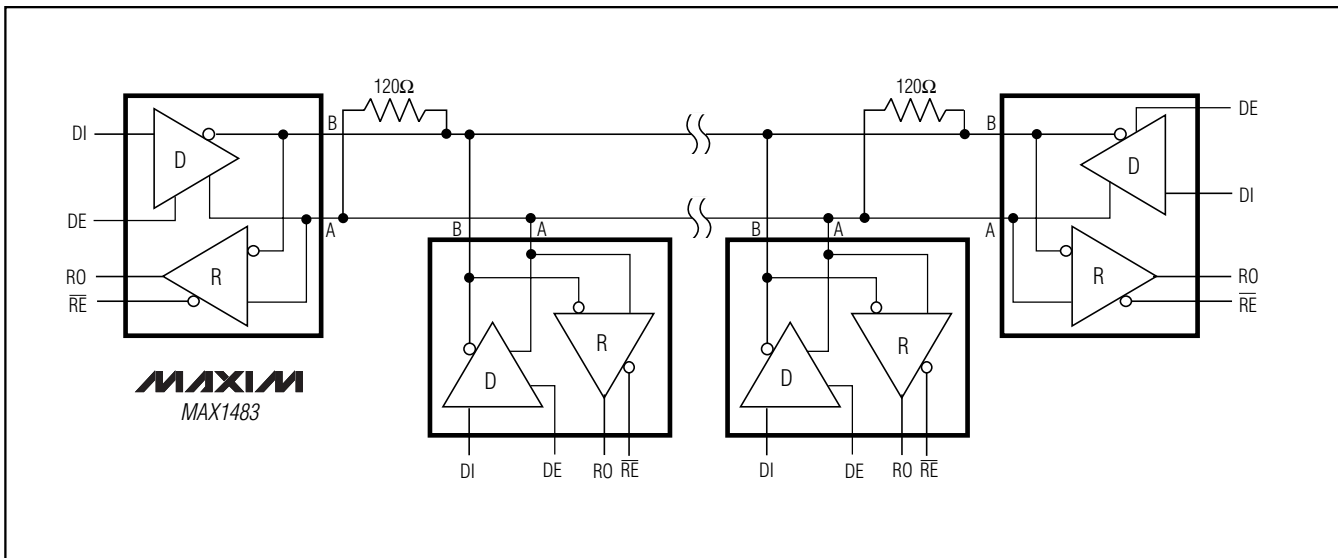 120Ω 120Ω
B B DE
DI D D
DI
DE A A
B A B A
RO R R RO
RE RE
R R
MAXIM
MAX1483
D D
DI DE RO RE DI DE RO RE